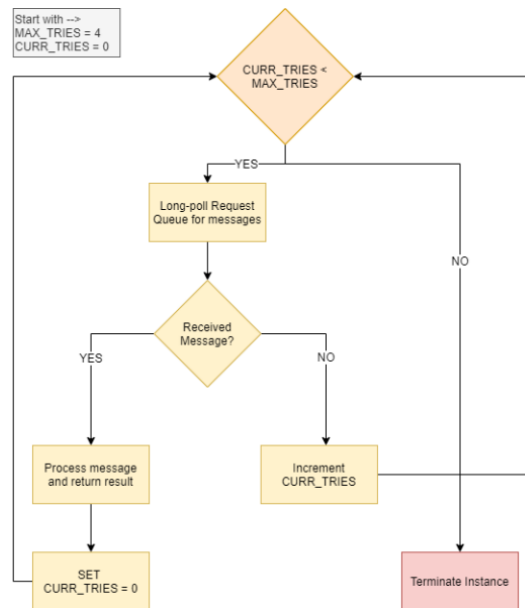 Start with -->
MAX_TRIES = 4
CURR_TRIES = 0
CURR_TRIES <
MAX_TRIES
YES
Long-poll Request
Queue for messages
NO
Received
Message?
YES
NO
Process message
and return result
Increment
CURR_TRIES
SET
CURR_TRIES = 0
Terminate Instance